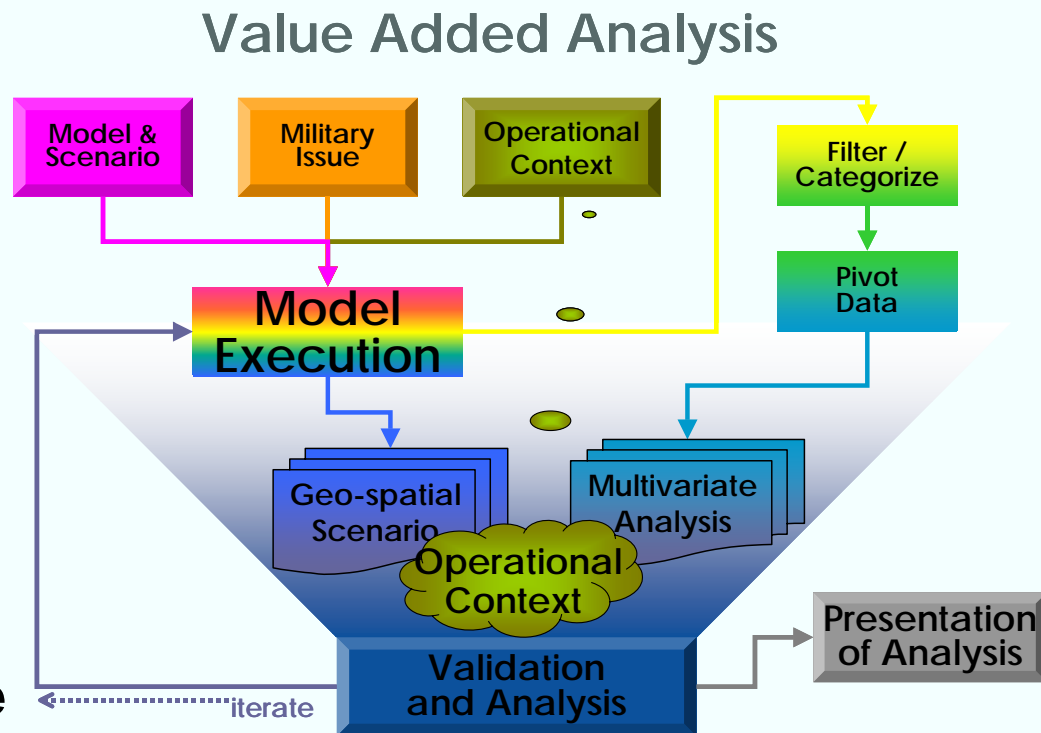 Value Added Analysis
Model &
Scenario
Military
Issue
Operational
Context
Filter /
Categorize
Pivot
Data
Model
Execution
Geo-spatial
Scenario
Multivariate
Analysis
Operational
Context
Validation
and Analysis
Presentation
of Analysis
e
iterate